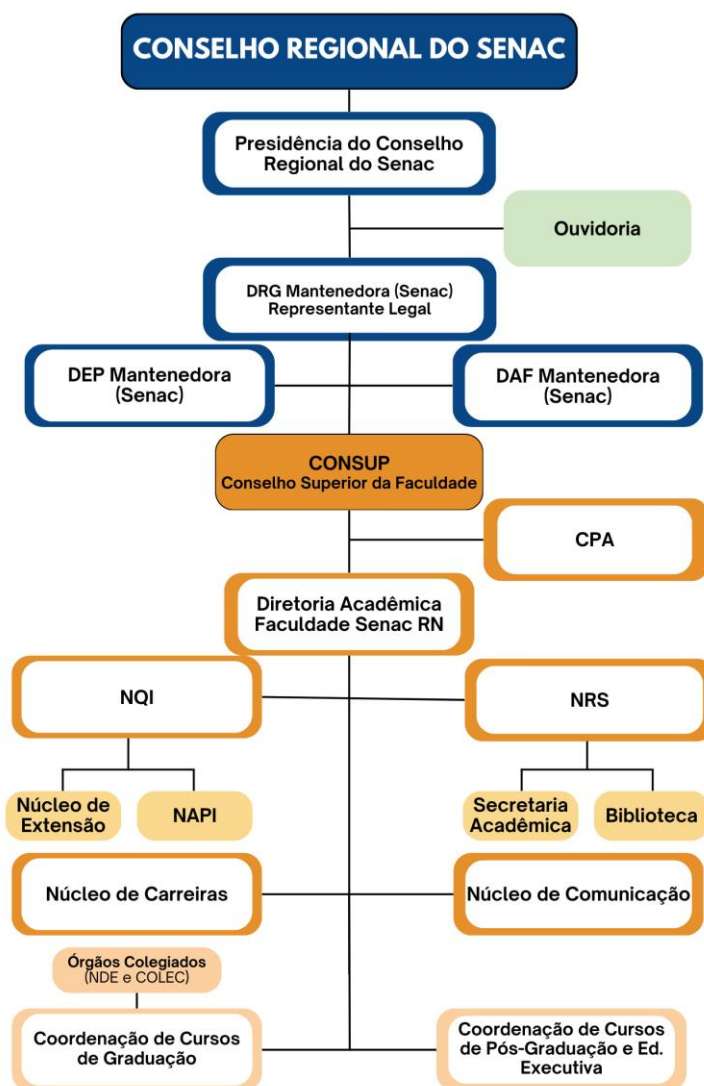 CONSELHO REGIONAL DO SENAC
Presidência do Conselho
Regional do Senac
Ouvidoria
DRG Mantenedora (Senac)
Representante Legal
DEP Mantenedora
(Senac)
DAF Mantenedora
(Senac)
CONSUP
Conselho Superior da Faculdade
CPA
Diretoria Acadêmica
Faculdade Senac RN
NQI
NRS
Núcleo de
Extensão
NAPI
Secretaria
Acadêmica
Biblioteca
Núcleo de Carreiras
Núcleo de Comunicação
Órgãos Colegiados
(NDE e COLEC)
Coordenação de Cursos
de Graduação
Coordenação de Cursos
de Pós-Graduação e Ed.
Executiva